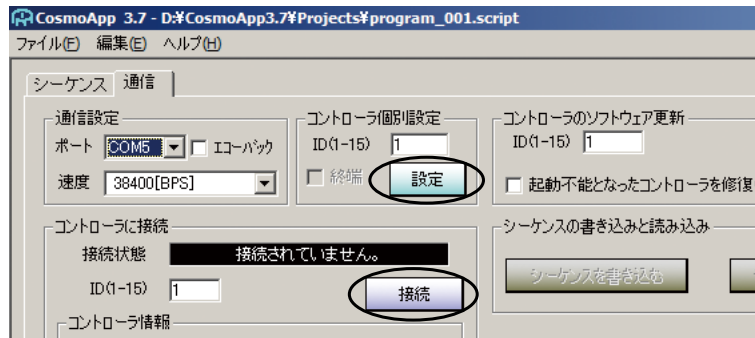 CosmoApp 3.7 - D:¥CosmoApp3.7¥Projects¥program_001.script
ファイル(F) 編集(E) ヘルプ(H)
シーケンス 通信
通信設定
ポート COM5 エコーバック
速度 38400[BPS]
コントローラ個別設定
ID(1-15) 1
終端 設定
コントローラのソフトウェア更新
ID(1-15) 1
起動不能となったコントローラを修復
コントローラに接続
接続状態 接続されていません。
ID(1-15) 1 接続
コントローラ情報
シーケンスの書き込みと読み込み
シーケンスを書き込む